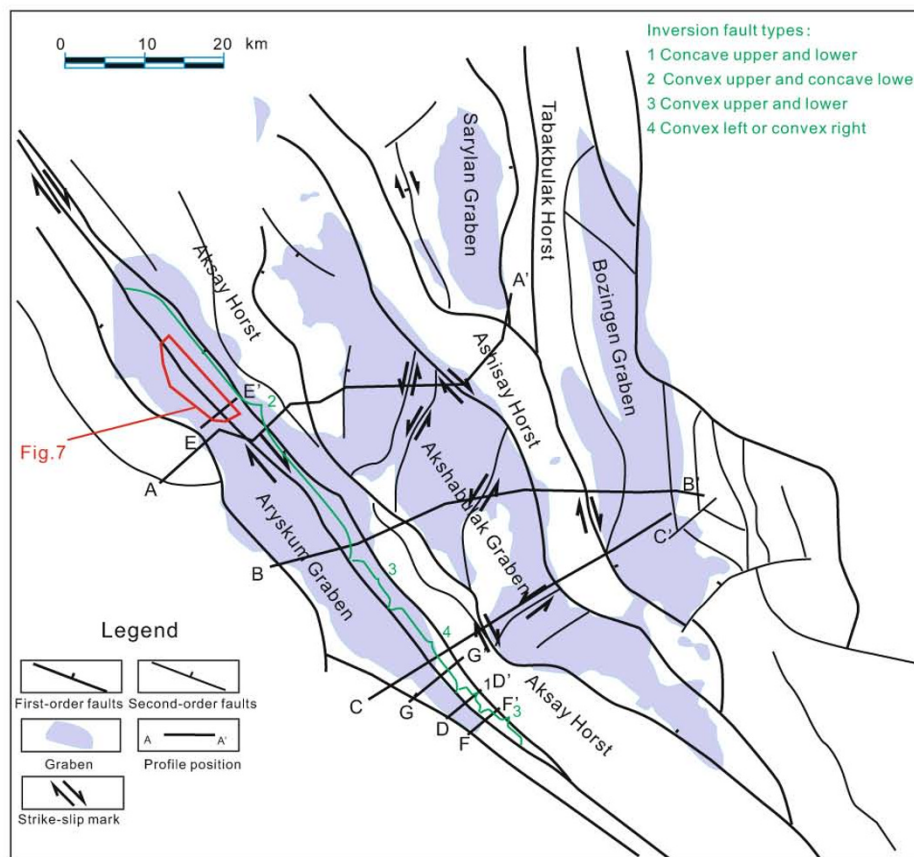 0 10 20 km
Inversion fault types:
1 Concave upper and lower
2 Convex upper and concave lower
3 Convex upper and lower
4 Convex left or convex right
Sarylan Graben
Tabakbulak Horst
Bozingen Graben
Aksay Horst
A'
Ashisay Horst
E'
2
E
Fig.7
A
Akshabulak Graben
B'
C'
Aryskum Graben
B
3
4
G'
C
G
1
D'
F'
3
D
F
Aksay Horst
Legend
First-order faults
Second-order faults
Graben
A A'
Profile position
Strike-slip mark